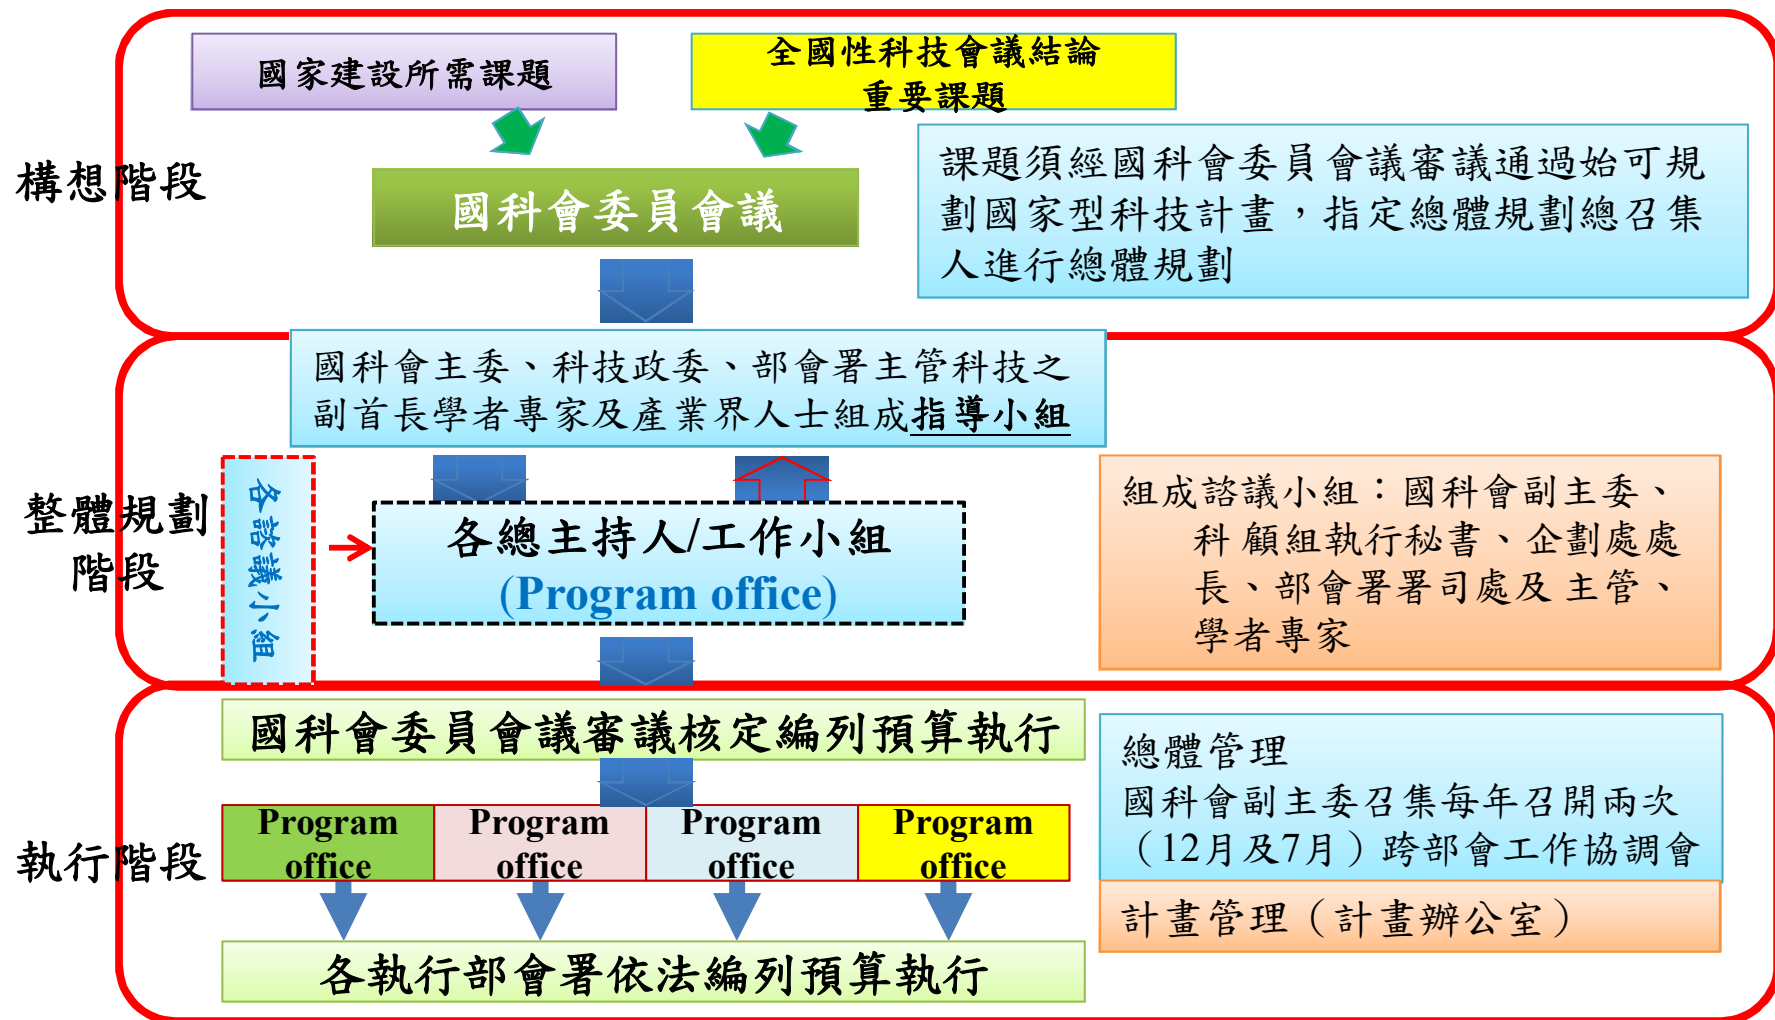 國家建設所需課題
全國性科技會議結論
重要課題
構想階段
國科會委員會議
課題須經國科會委員會議審議通過始可規
劃國家型科技計畫，指定總體規劃總召集
人進行總體規劃
國科會主委、科技政委、部會署主管科技之
副首長學者專家及產業界人士組成指導小組
整體規劃
階段
各諮議小組
各總主持人/工作小組
(Program office)
組成諮議小組：國科會副主委、
科 顧組執行秘書、企劃處處
長、部會署署司處及 主管、
學者專家
國科會委員會議審議核定編列預算執行
執行階段
Program
office
Program
office
Program
office
Program
office
各執行部會署依法編列預算執行
總體管理
國科會副主委召集每年召開兩次
（12月及7月）跨部會工作協調會
計畫管理（計畫辦公室）